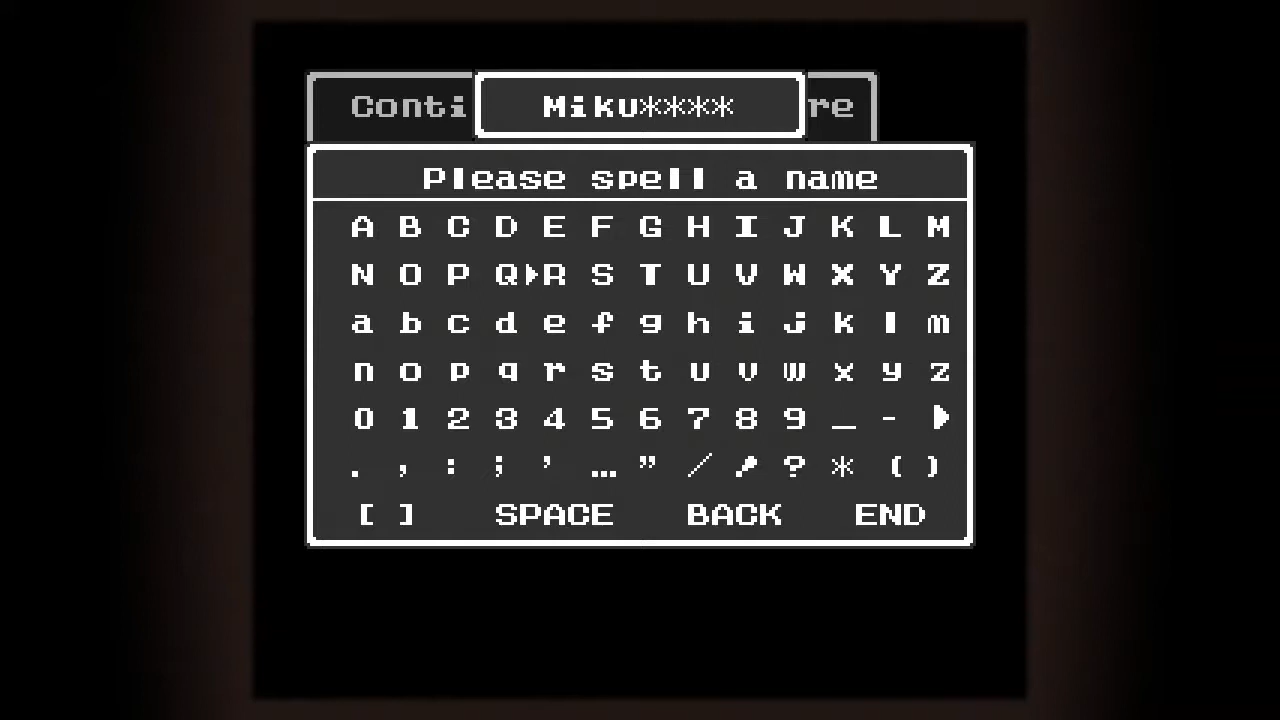 Conti Miku**** re
Please spell a name
A B C D E F G H I J K L M
N O P Q R S T U V W X Y Z
a b c d e f g h i j k l m
n o p q r s t u v w x y z
0 1 2 3 4 5 6 7 8 9 _ -
. , : ; ' … " / ! ? * ( )
[ ] SPACE BACK END